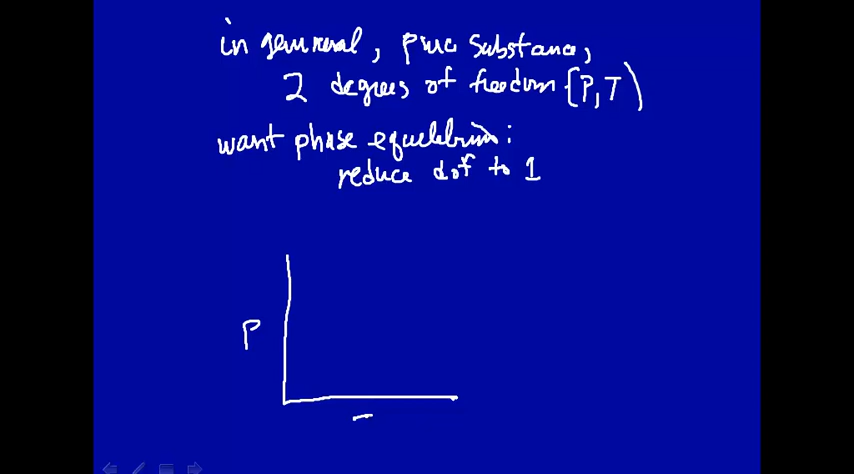 in general, pure substance,
2 degrees of freedom {P, T)
want phase equilibrium:
reduce dof to 1
P